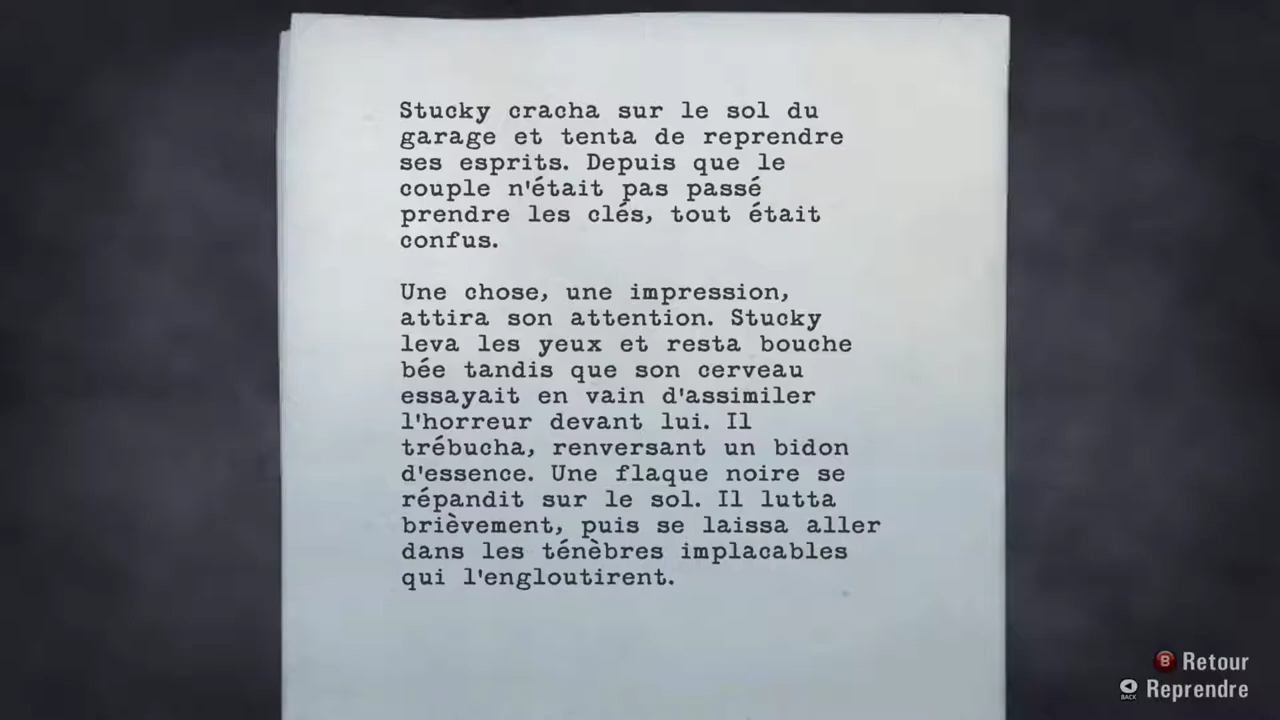 Stucky cracha sur le sol du
garage et tenta de reprendre
ses esprits. Depuis que le
couple n'était pas passé
prendre les clés, tout était
confus.
Une chose, une impression,
attira son attention. Stucky
leva les yeux et resta bouche
bée tandis que son cerveau
essayait en vain d'assimiler
l'horreur devant lui. Il
trébucha, renversant un bidon
d'essence. Une flaque noire se
répandit sur le sol. Il lutta
brièvement, puis se laissa aller
dans les ténèbres implacables
qui l'engloutirent.
B Retour
BACK Reprendre